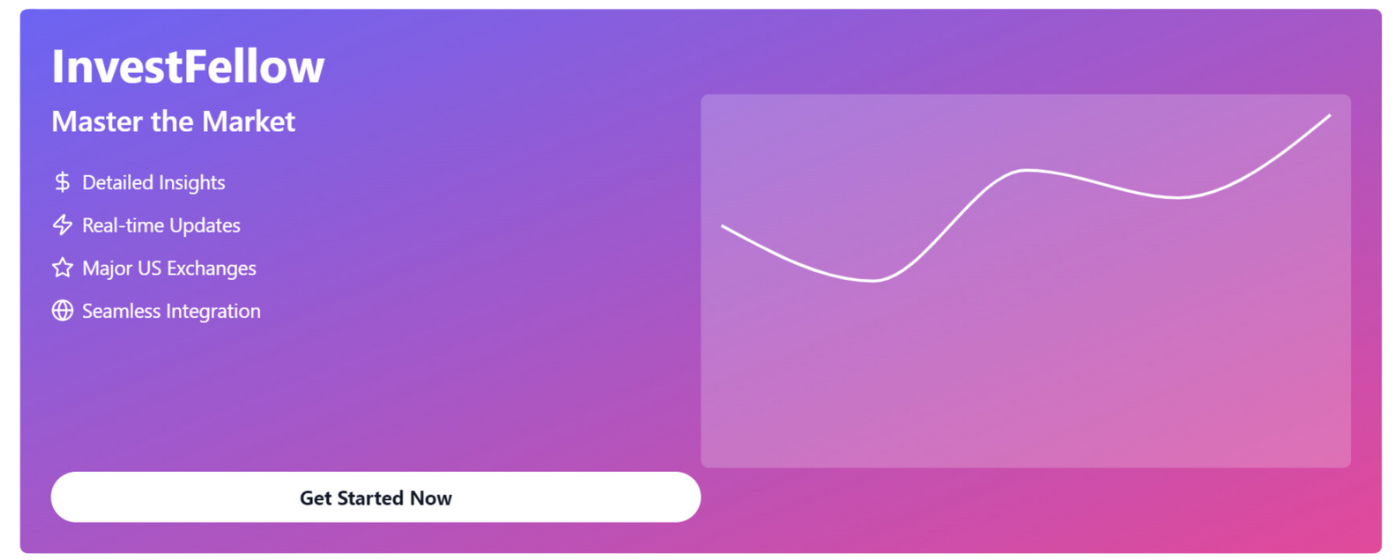 InvestFellow
Master the Market
Detailed Insights
Real-time Updates
Major US Exchanges
Seamless Integration
Get Started Now